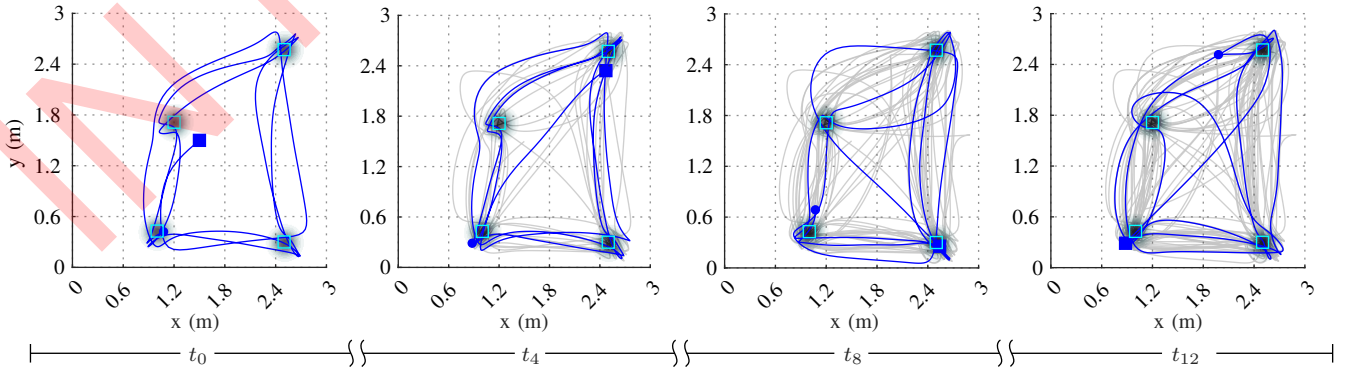 3 3 3 3
2.4 2.4 2.4 2.4
1.8 1.8 1.8 1.8
y (m)
1.2 1.2 1.2 1.2
0.6 0.6 0.6 0.6
0 0 0 0
0 0.6 1.2 1.8 2.4 3 0 0.6 1.2 1.8 2.4 3 0 0.6 1.2 1.8 2.4 3 0 0.6 1.2 1.8 2.4 3
x (m) x (m) x (m) x (m)
t0 t4 t8 t12